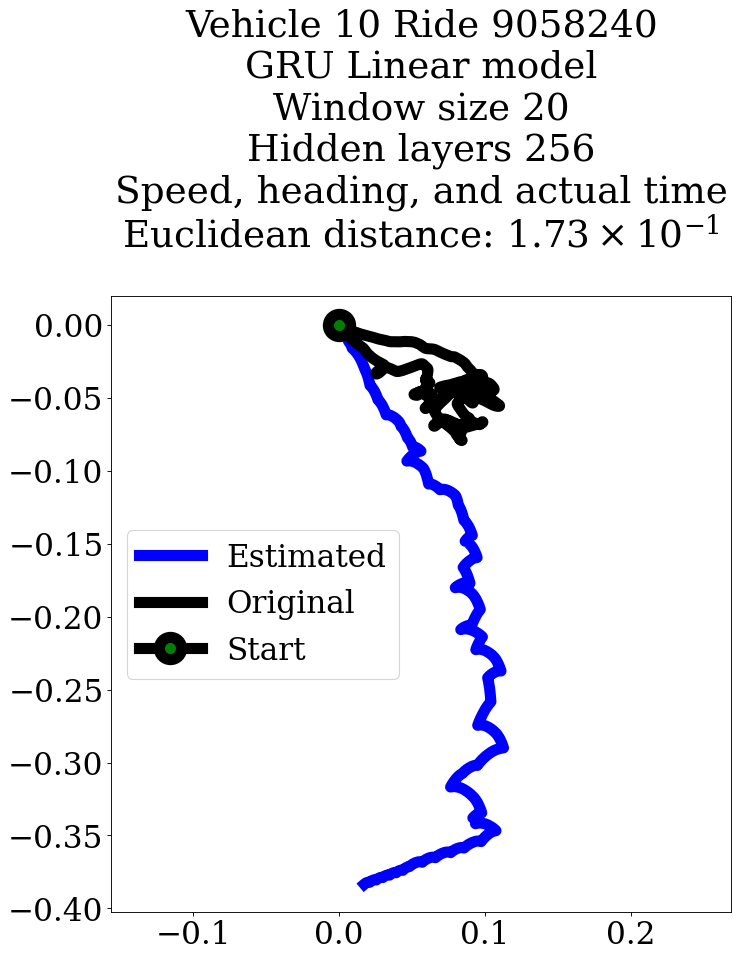 Vehicle 10 Ride 9058240
GRU Linear model
Window size 20
Hidden layers 256
Speed, heading, and actual time
Euclidean distance: 1.73 × 10⁻¹
0.00
−0.05
−0.10
−0.15
−0.20
−0.25
−0.30
−0.35
−0.40
Estimated
Original
Start
−0.1 0.0 0.1 0.2